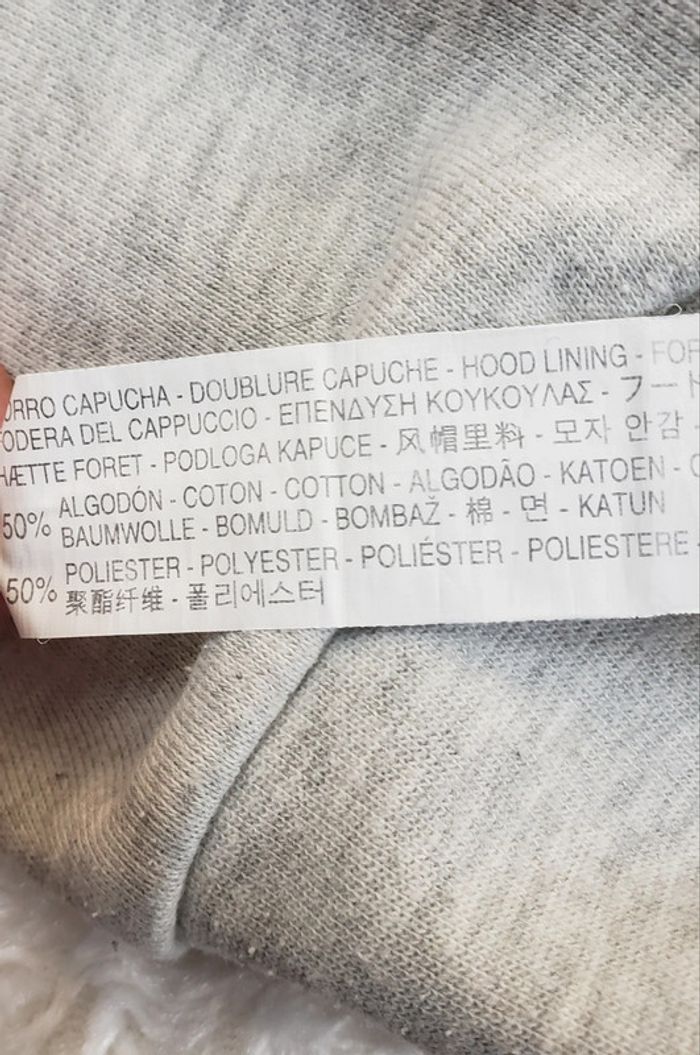 ORRO CAPUCHA - DOUBLURE CAPUCHE - HOOD LINING - FOR
FODERA DEL CAPPUCCIO - ΕΠΕΝΔΥΣΗ ΚΟΥΚΟΥΛΑΣ - フー
HÆTTE FORET - PODLOGA KAPUCE - 风帽里料 - 모자 안감 -
50% ALGODÓN - COTON - COTTON - ALGODÃO - KATOEN -
BAUMWOLLE - BOMULD - BOMBAŽ - 棉 - 면 - KATUN
50% POLIESTER - POLYESTER - POLIÉSTER - POLIESTERE -
聚酯纤维 - 폴리에스터